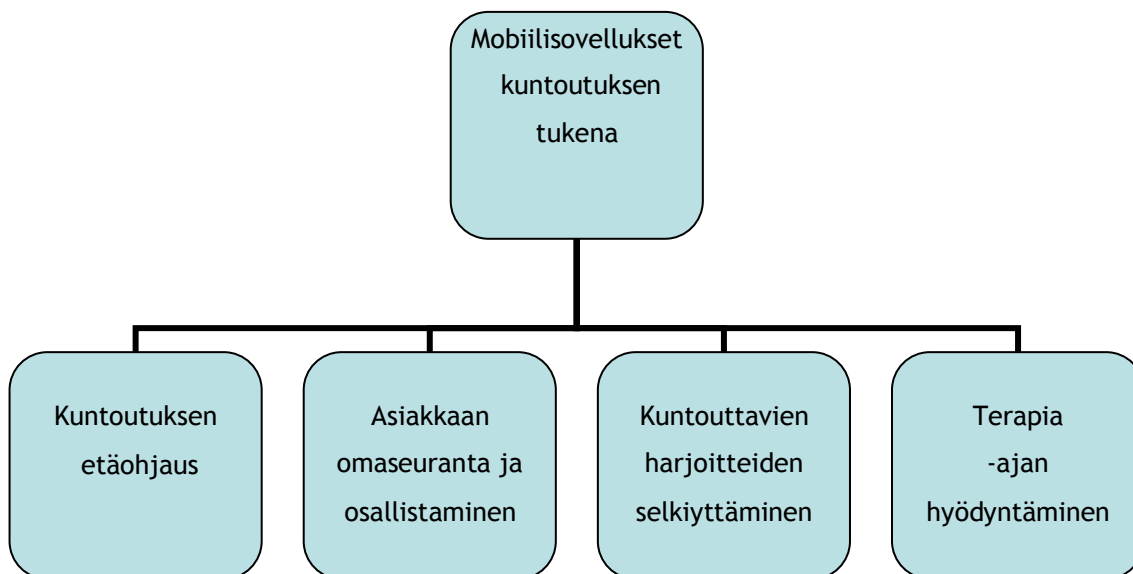 Mobiilisovellukset
kuntoutuksen
tukena
Kuntoutuksen
etäohjaus
Asiakkaan
omaseuranta ja
osallistaminen
Kuntouttavien
harjoitteiden
selkiyttäminen
Terapia
-ajan
hyödyntäminen